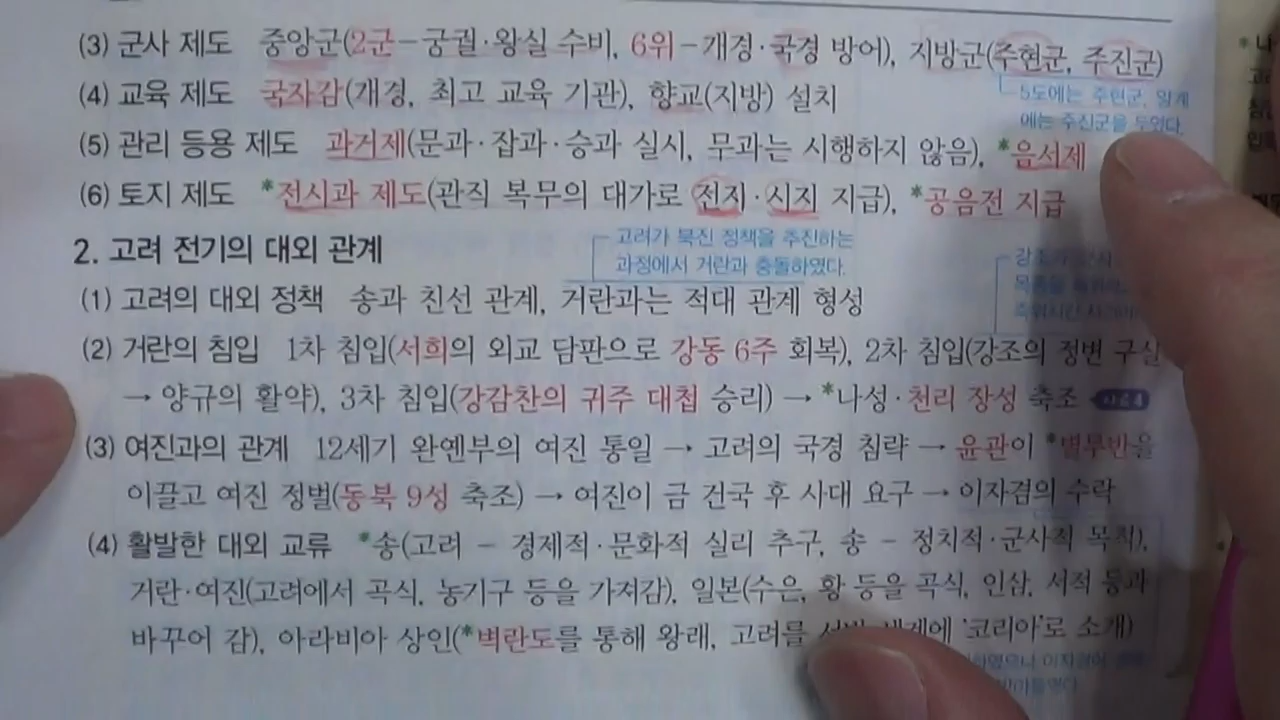 (3) 군사 제도 중앙군(2군-궁궐·왕실 수비, 6위-개경·국경 방어), 지방군(주현군, 주진군)
5도에는 주현군, 양계
에는 주진군을 두었다.
(4) 교육 제도 국자감(개경, 최고 교육 기관), 향교(지방) 설치
(5) 관리 등용 제도 과거제(문과·잡과·승과 실시, 무과는 시행하지 않음), *음서제
(6) 토지 제도 *전시과 제도(관직 복무의 대가로 전지·시지 지급), *공음전 지급
2. 고려 전기의 대외 관계
고려가 북진 정책을 추진하는
과정에서 거란과 충돌하였다.
(1) 고려의 대외 정책 송과 친선 관계, 거란과는 적대 관계 형성
(2) 거란의 침입 1차 침입(서희의 외교 담판으로 강동 6주 회복), 2차 침입(강조의 정변 구실
→ 양규의 활약), 3차 침입(강감찬의 귀주 대첩 승리) → *나성·천리 장성 축조
(3) 여진과의 관계 12세기 완옌부의 여진 통일 → 고려의 국경 침략 → 윤관이 *별무반을
이끌고 여진 정벌(동북 9성 축조) → 여진이 금 건국 후 사대 요구 → 이자겸의 수락
(4) 활발한 대외 교류 *송(고려 - 경제적·문화적 실리 추구, 송 - 정치적·군사적 목적),
거란·여진(고려에서 곡식, 농기구 등을 가져감), 일본(수은, 황 등을 곡식, 인삼, 서적 등과
바꾸어 감), 아라비아 상인(*벽란도를 통해 왕래, 고려를 '코리아'로 소개)